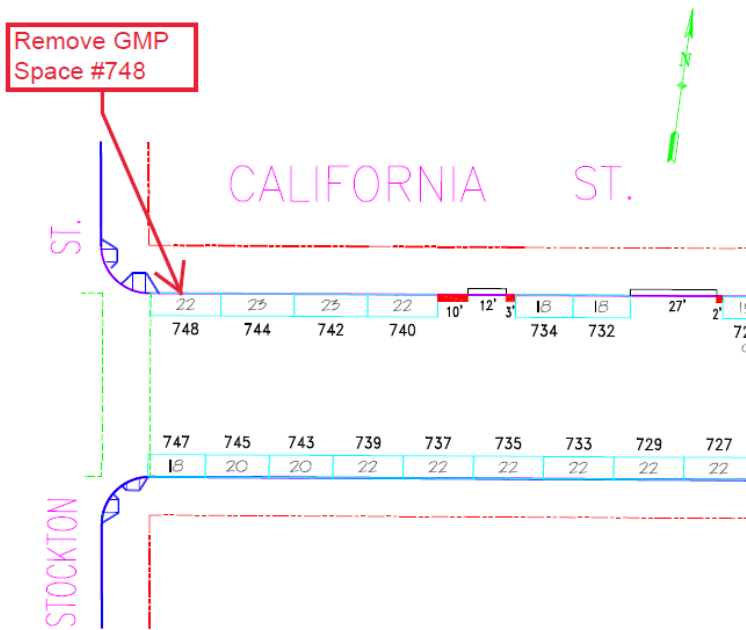 Remove GMP
Space #748
N
CALIFORNIA ST.
ST.
22 23 23 22 10' 12' 3' 18 18 27' 2'
748 744 742 740 734 732
747 745 743 739 737 735 733 729 727
18 20 20 22 22 22 22 22 22
STOCKTON